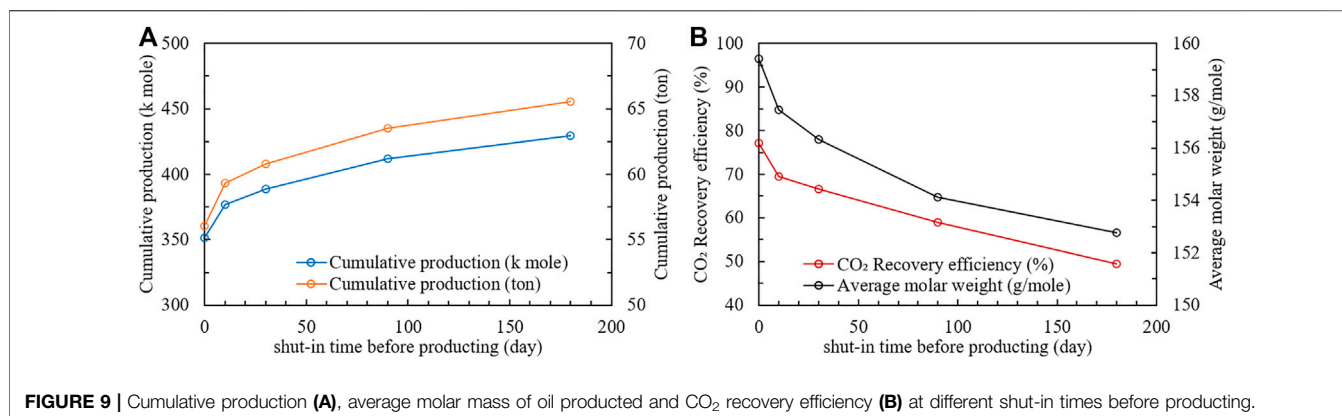 A
500
450
400
350
300
Cumulative production (k mole)
70
65
60
55
50
Cumulative production (ton)
Cumulative production (k mole)
Cumulative production (ton)
0 50 100 150 200
shut-in time before producting (day)
B
100
90
80
70
60
50
40
CO₂ Recovery efficiency (%)
160
158
156
154
152
150
Average molar weight (g/mole)
CO₂ Recovery efficiency (%)
Average molar weight (g/mole)
0 50 100 150 200
shut-in time before producting (day)
FIGURE 9 | Cumulative production (A), average molar mass of oil producted and CO₂ recovery efficiency (B) at different shut-in times before producting.